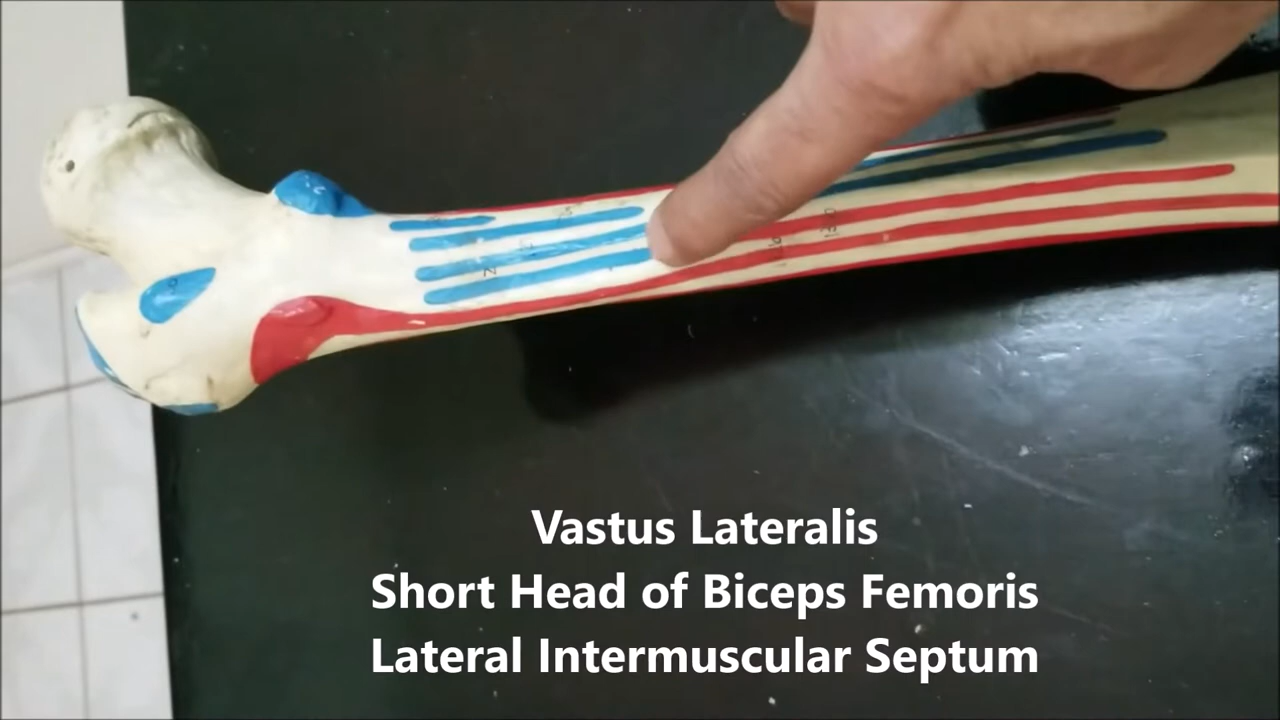 Vastus Lateralis
Short Head of Biceps Femoris
Lateral Intermuscular Septum